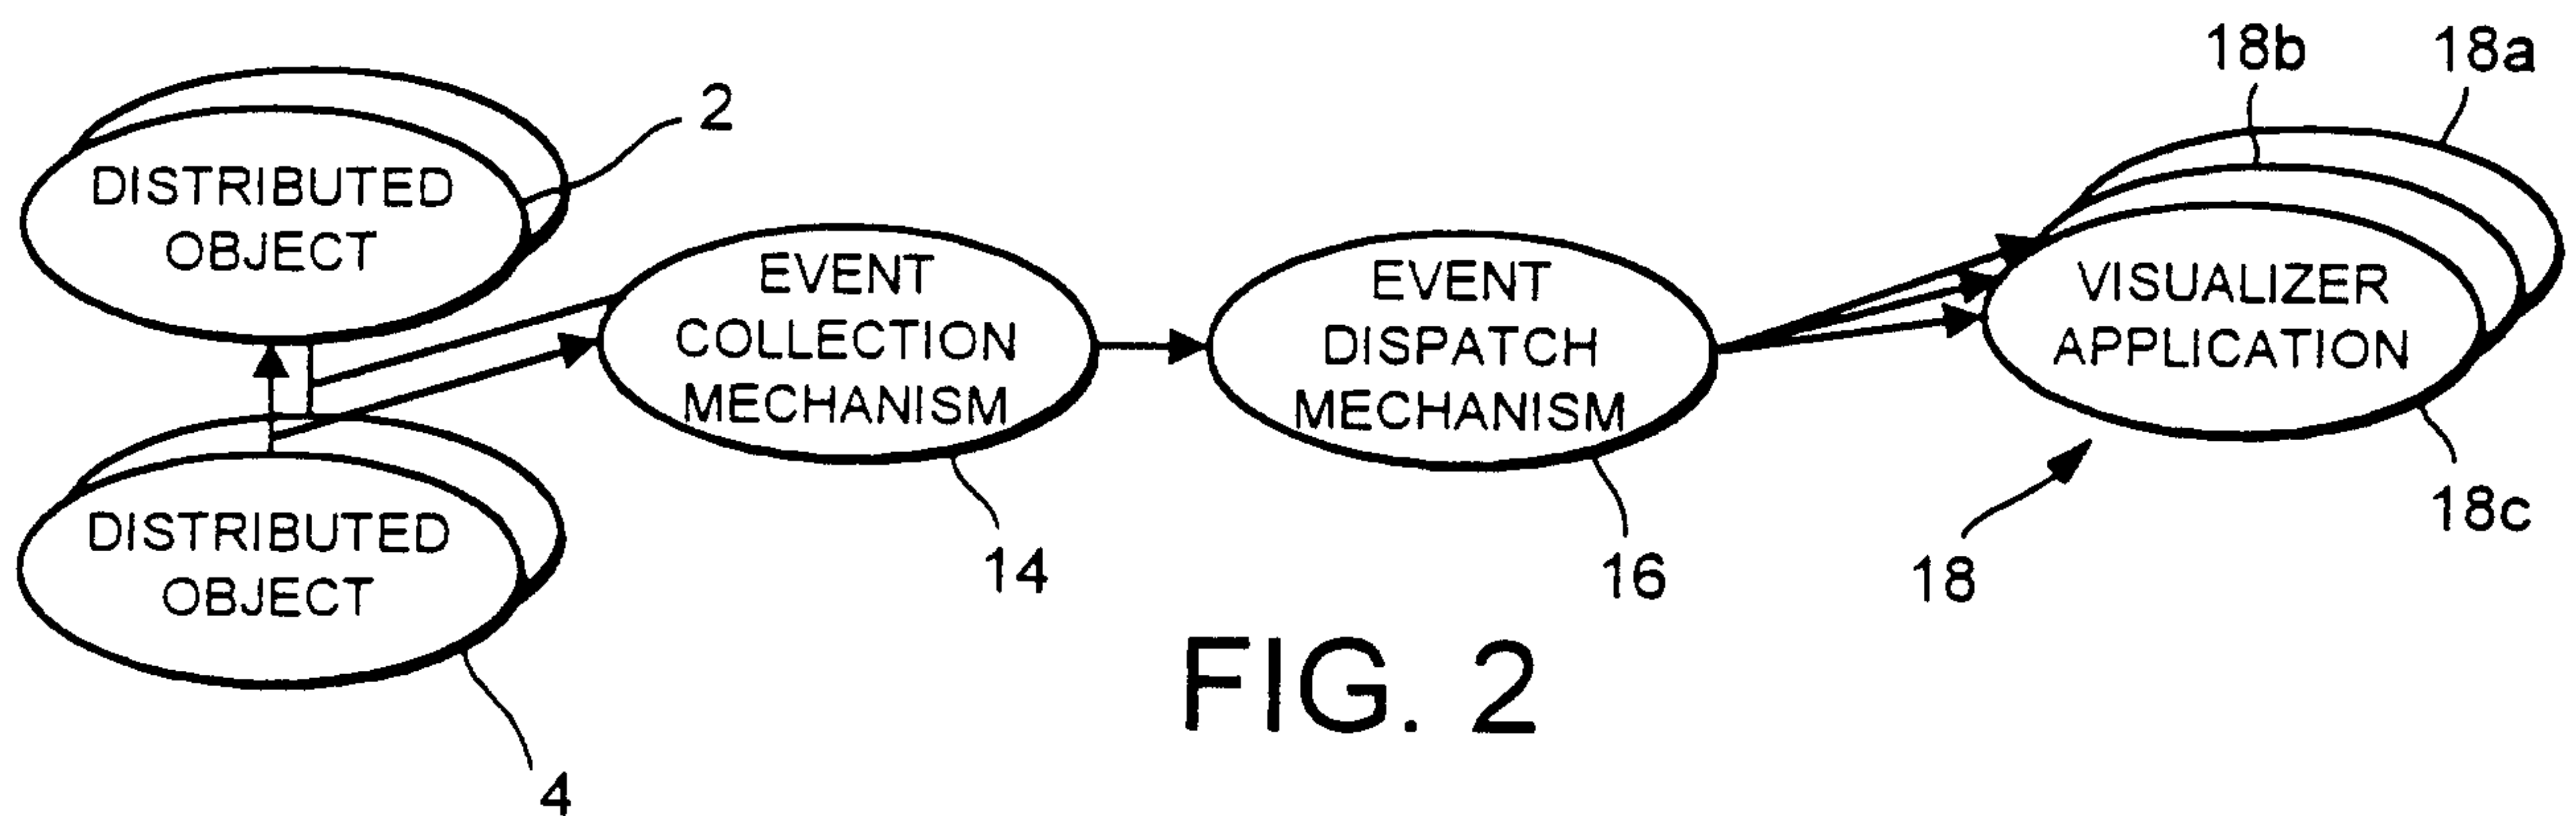 18b
18a
2
DISTRIBUTED
OBJECT
EVENT
COLLECTION
MECHANISM
EVENT
DISPATCH
MECHANISM
VISUALIZER
APPLICATION
DISTRIBUTED
OBJECT
14
16
18
18c
4
FIG. 2